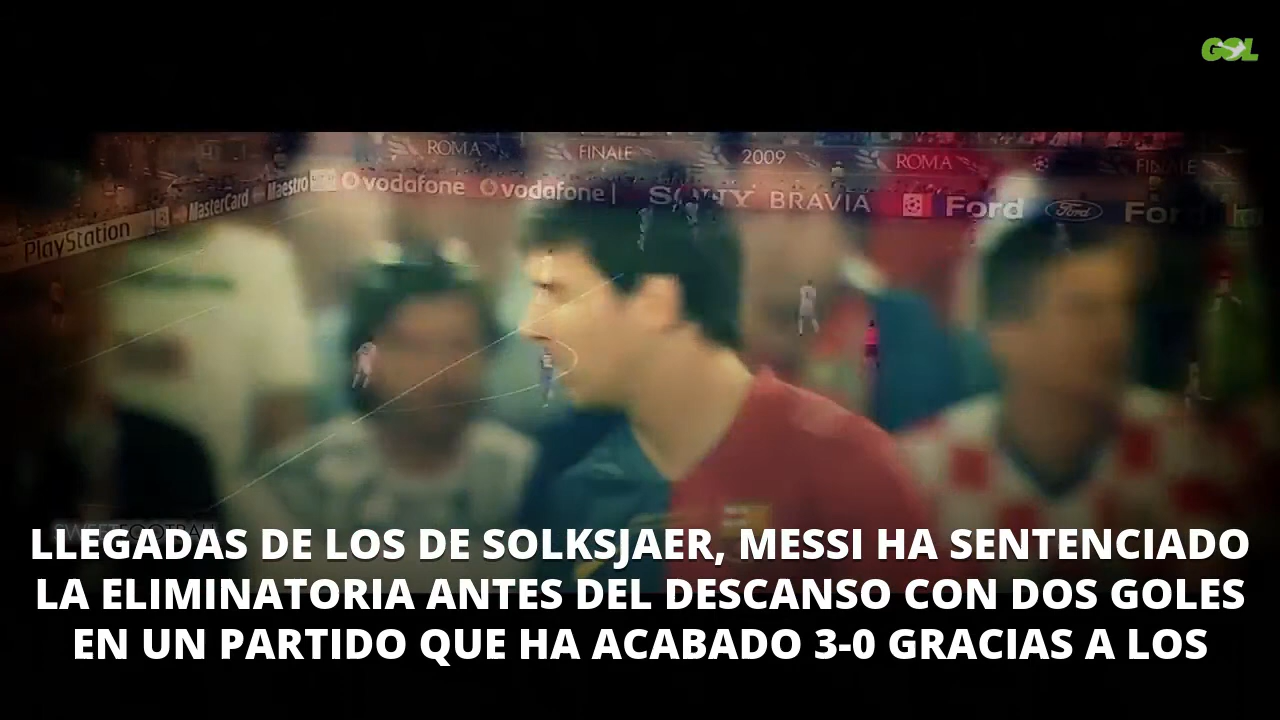 GOL
ROMA FINALE 2009 ROMA FINALE
PlayStation MasterCard Maestro vodafone vodafone SONY BRAVIA Ford Ford Ford
SWEETFOOTBALL
LLEGADAS DE LOS DE SOLKSJAER, MESSI HA SENTENCIADO
LA ELIMINATORIA ANTES DEL DESCANSO CON DOS GOLES
EN UN PARTIDO QUE HA ACABADO 3-0 GRACIAS A LOS